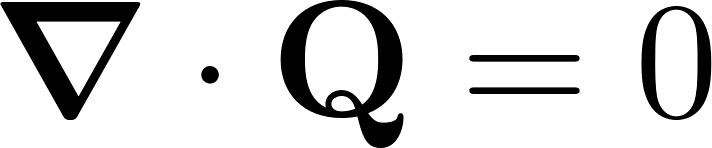 ∇ · Q = 0